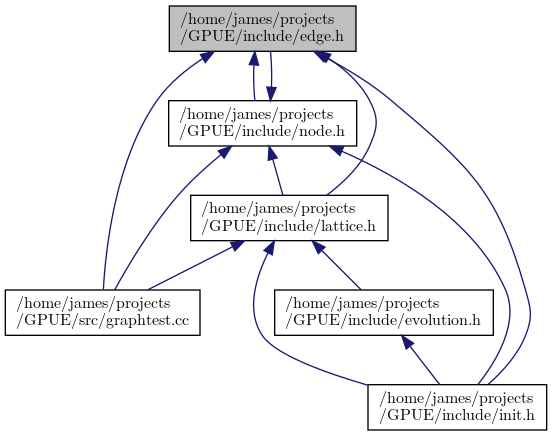 /home/james/projects
/GPUE/include/edge.h
/home/james/projects
/GPUE/include/node.h
/home/james/projects
/GPUE/include/lattice.h
/home/james/projects
/GPUE/src/graphtest.cc
/home/james/projects
/GPUE/include/evolution.h
/home/james/projects
/GPUE/include/init.h